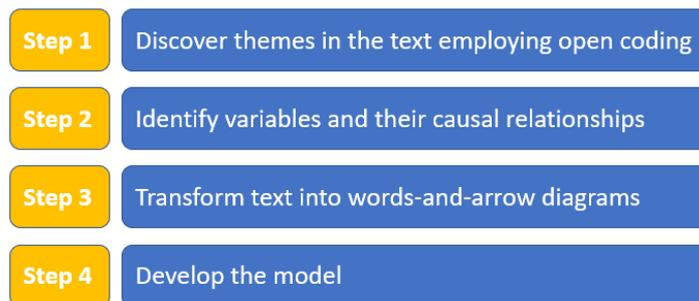 Step 1 Discover themes in the text employing open coding
Step 2 Identify variables and their causal relationships
Step 3 Transform text into words-and-arrow diagrams
Step 4 Develop the model